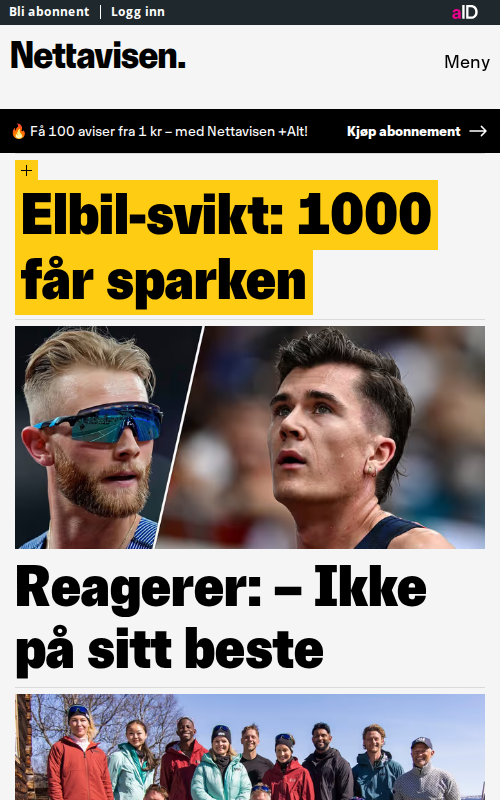 Bli abonnent | Logg inn
aID
Nettavisen.
Meny
🔥 Få 100 aviser fra 1 kr – med Nettavisen +Alt!
Kjøp abonnement →
+
Elbil-svikt: 1000
får sparken
Reagerer: – Ikke
på sitt beste